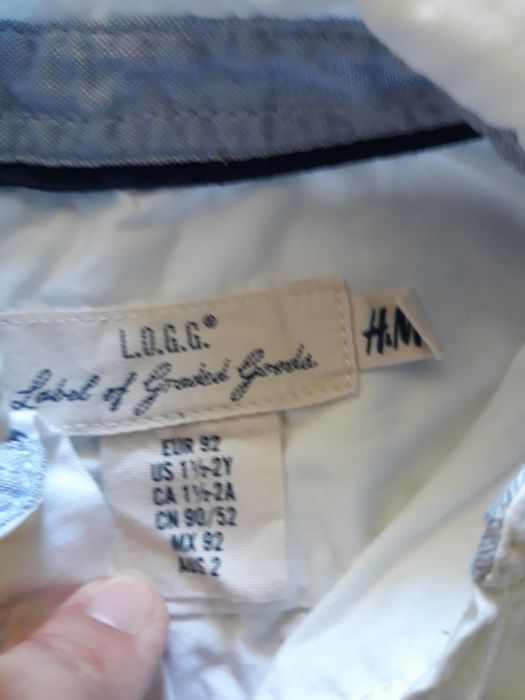 L.O.G.G.®
Label of Graded Goods
H&M
EUR 92
US 1½-2Y
CA 1½-2A
CN 90/52
MX 92
AUS 2